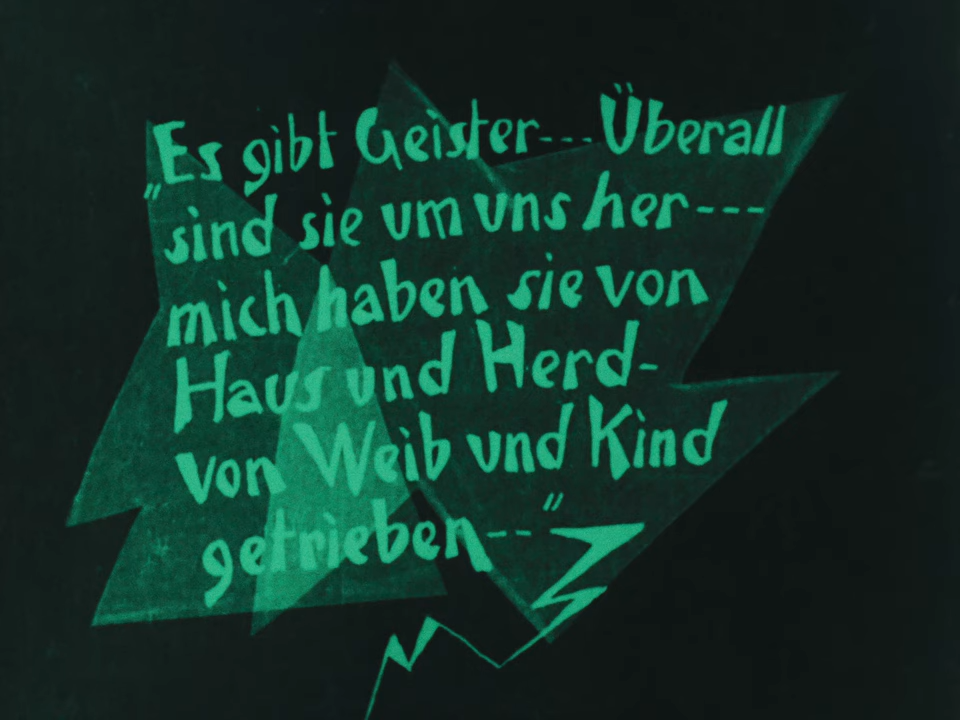 „Es gibt Geister--- Überall
sind sie um uns her---
mich haben sie von
Haus und Herd-
von Weib und Kind
getrieben--"